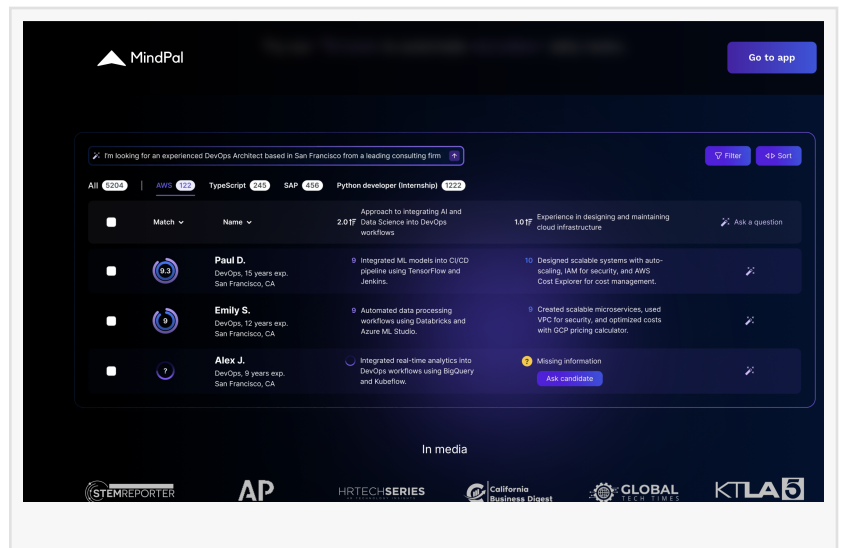 MindPal
Go to app
I'm looking for an experienced DevOps Architect based in San Francisco from a leading consulting firm
Filter
Sort
All 5204
AWS 122
TypeScript 245
SAP 456
Python developer (Internship) 1222
Match
Name
2.0
Approach to integrating AI and
Data Science into DevOps
workflows
1.0
Experience in designing and maintaining
cloud infrastructure
Ask a question
9.3
Paul D.
DevOps, 15 years exp.
San Francisco, CA
9 Integrated ML models into CI/CD
pipeline using TensorFlow and
Jenkins.
10 Designed scalable systems with auto-
scaling, IAM for security, and AWS
Cost Explorer for cost management.
9
Emily S.
DevOps, 12 years exp.
San Francisco, CA
9 Automated data processing
workflows using Databricks and
Azure ML Studio.
9 Created scalable microservices, used
VPC for security, and optimized costs
with GCP pricing calculator.
?
Alex J.
DevOps, 9 years exp.
San Francisco, CA
Integrated real-time analytics into
DevOps workflows using BigQuery
and Kubeflow.
? Missing information
Ask candidate
In media
STEMREPORTER
AP
HRTECHSERIES
California
Business Digest
GLOBAL
TECH TIMES
KTLA 5